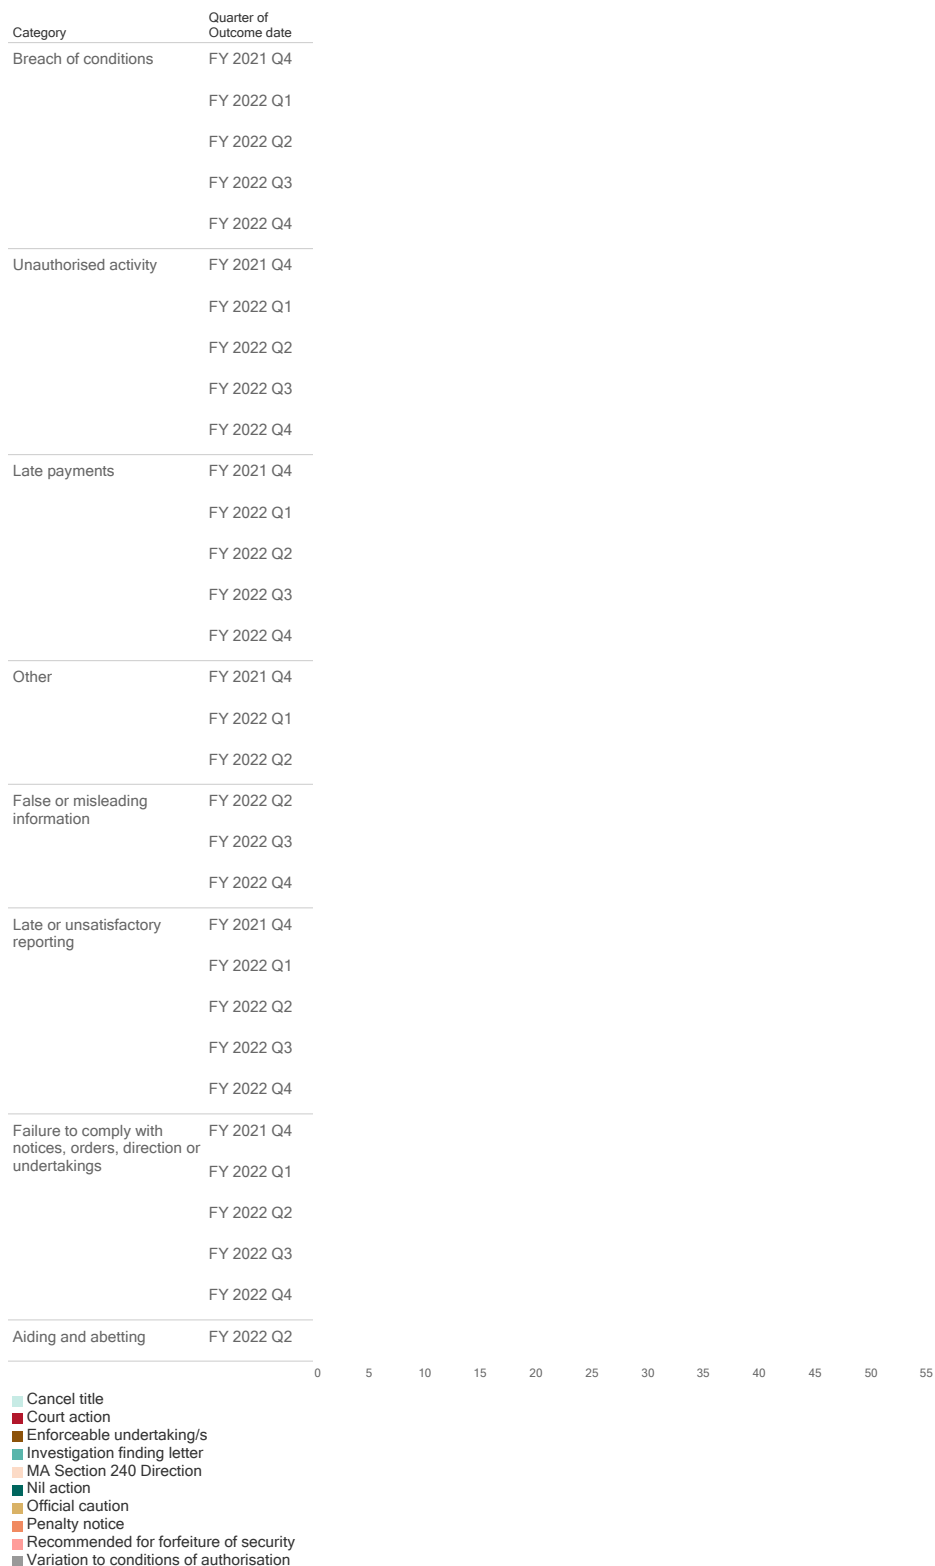 Category
Quarter of
Outcome date
Breach of conditions
FY 2021 Q4
FY 2022 Q1
FY 2022 Q2
FY 2022 Q3
FY 2022 Q4
Unauthorised activity
FY 2021 Q4
FY 2022 Q1
FY 2022 Q2
FY 2022 Q3
FY 2022 Q4
Late payments
FY 2021 Q4
FY 2022 Q1
FY 2022 Q2
FY 2022 Q3
FY 2022 Q4
Other
FY 2021 Q4
FY 2022 Q1
FY 2022 Q2
False or misleading
information
FY 2022 Q2
FY 2022 Q3
FY 2022 Q4
Late or unsatisfactory
reporting
FY 2021 Q4
FY 2022 Q1
FY 2022 Q2
FY 2022 Q3
FY 2022 Q4
Failure to comply with
notices, orders, direction or
undertakings
FY 2021 Q4
FY 2022 Q1
FY 2022 Q2
FY 2022 Q3
FY 2022 Q4
Aiding and abetting
FY 2022 Q2
0 5 10 15 20 25 30 35 40 45 50 55
Cancel title
Court action
Enforceable undertaking/s
Investigation finding letter
MA Section 240 Direction
Nil action
Official caution
Penalty notice
Recommended for forfeiture of security
Variation to conditions of authorisation